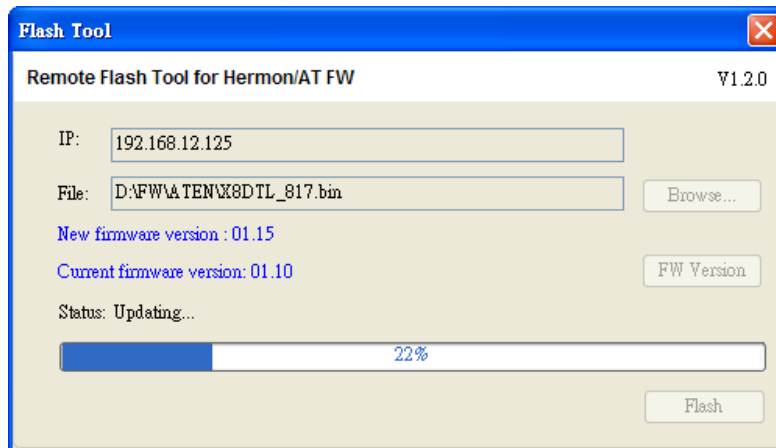 Flash Tool
Remote Flash Tool for Hermon/AT FW V1.2.0
IP: 192.168.12.125
File: D:\FW\ATEN\X8DTL_817.bin Browse...
New firmware version : 01.15
Current firmware version: 01.10 FW Version
Status: Updating...
22%
Flash